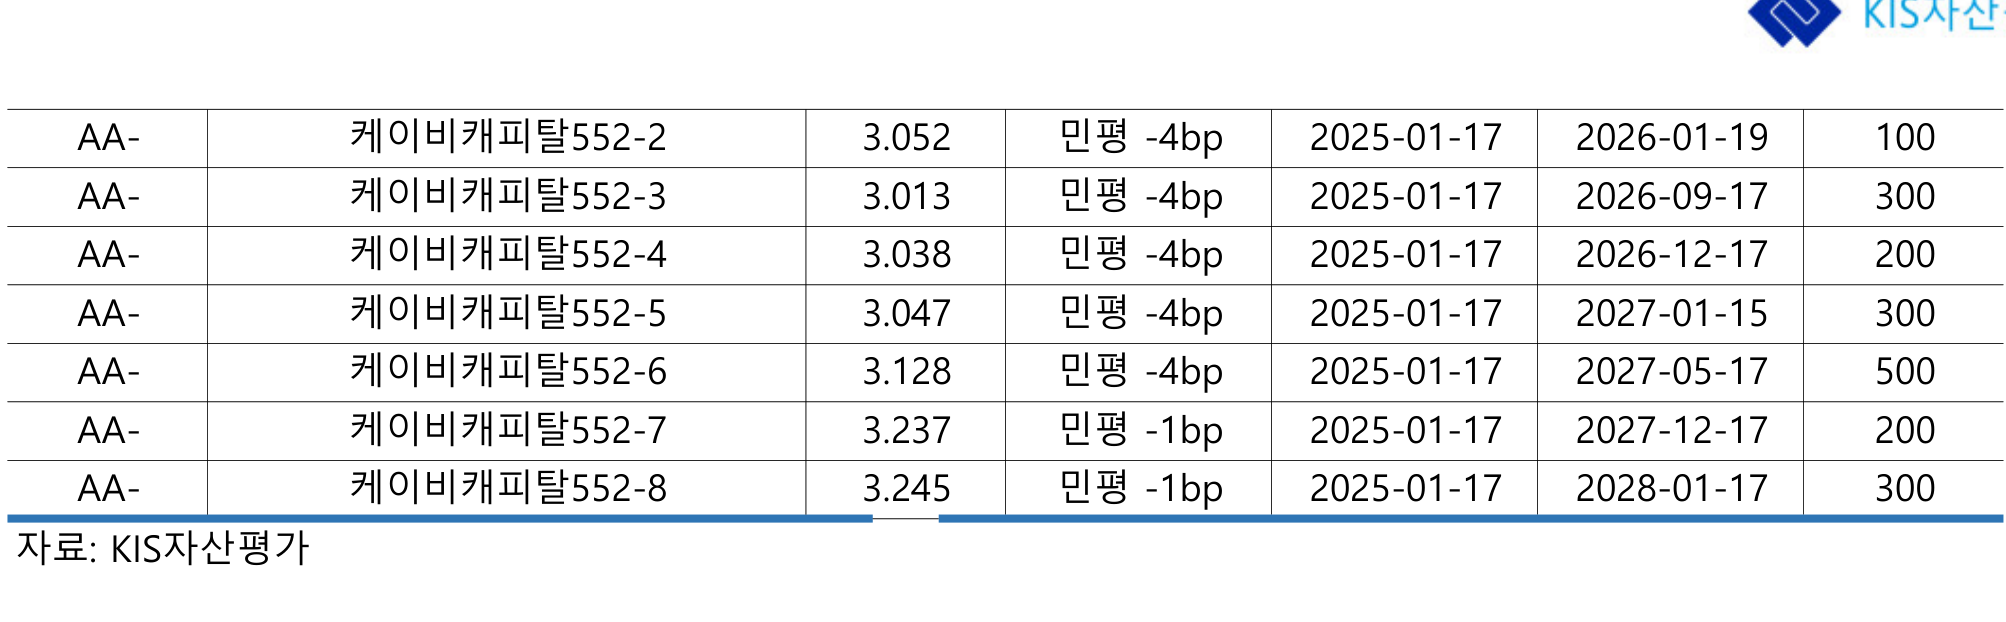 KIS자산
AA- 케이비캐피탈552-2 3.052 민평 -4bp 2025-01-17 2026-01-19 100
AA- 케이비캐피탈552-3 3.013 민평 -4bp 2025-01-17 2026-09-17 300
AA- 케이비캐피탈552-4 3.038 민평 -4bp 2025-01-17 2026-12-17 200
AA- 케이비캐피탈552-5 3.047 민평 -4bp 2025-01-17 2027-01-15 300
AA- 케이비캐피탈552-6 3.128 민평 -4bp 2025-01-17 2027-05-17 500
AA- 케이비캐피탈552-7 3.237 민평 -1bp 2025-01-17 2027-12-17 200
AA- 케이비캐피탈552-8 3.245 민평 -1bp 2025-01-17 2028-01-17 300
자료: KIS자산평가